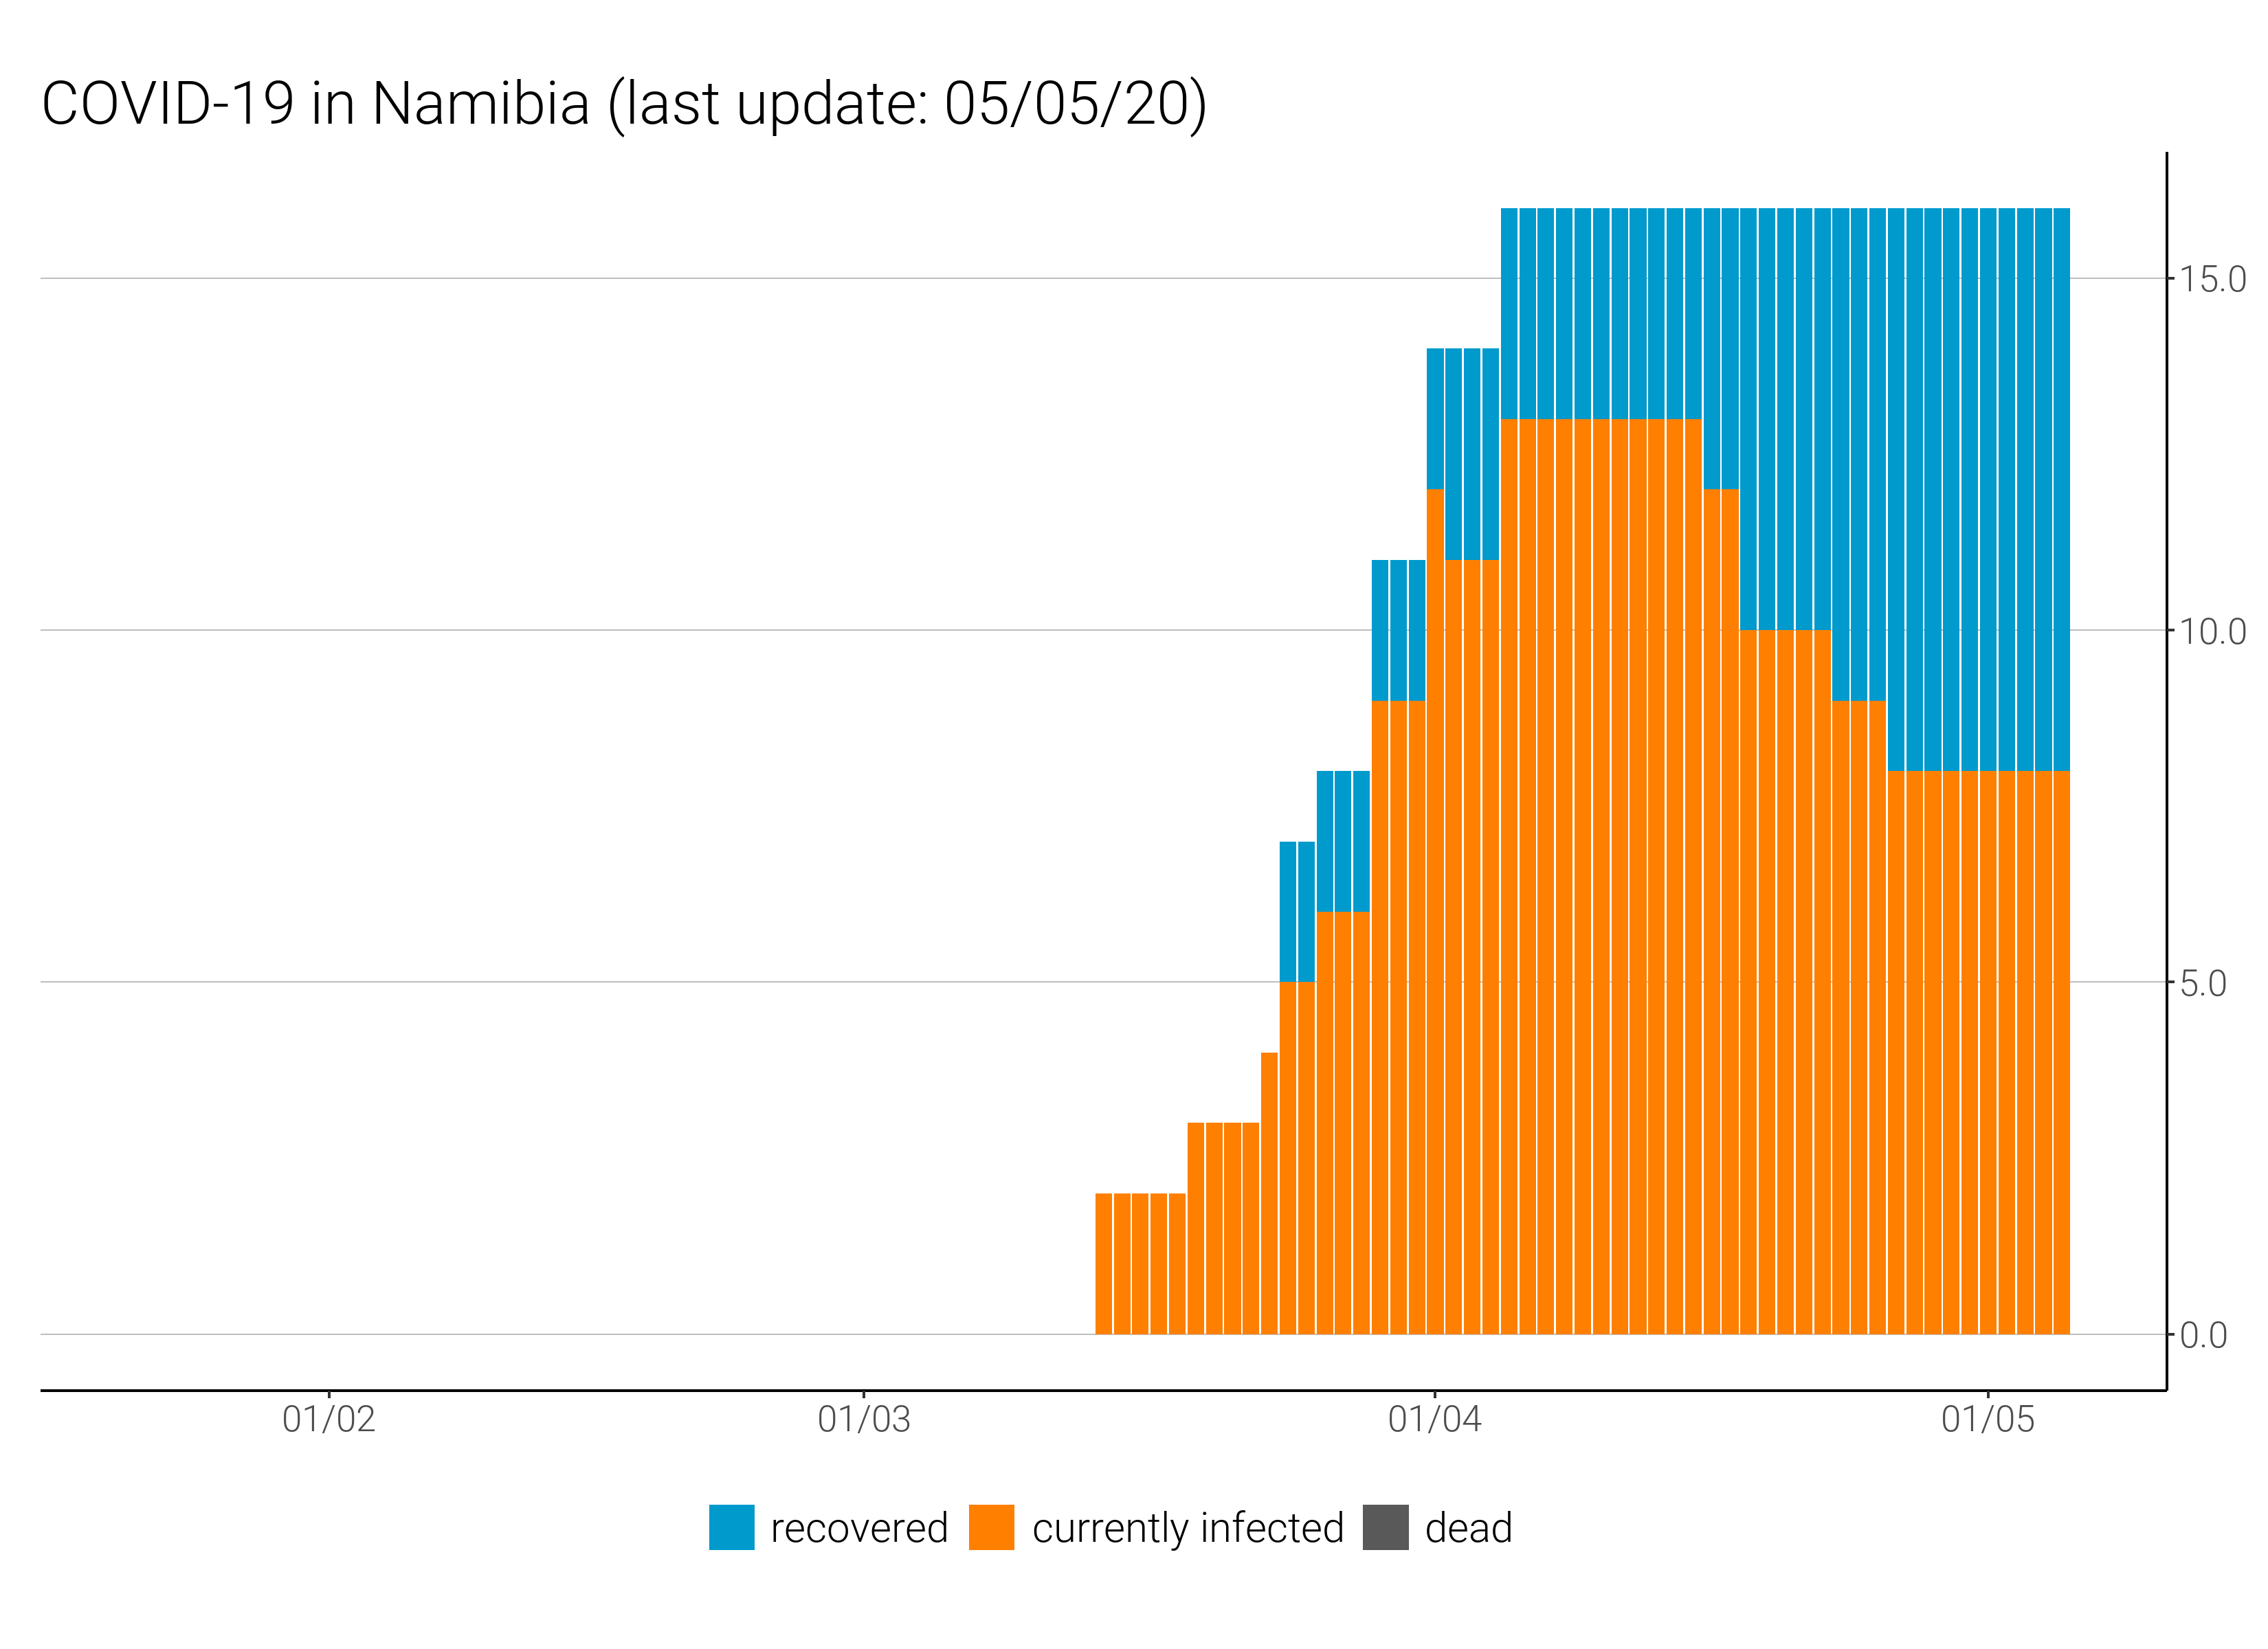 COVID-19 in Namibia (last update: 05/05/20)
15.0
10.0
5.0
0.0
01/02 01/03 01/04 01/05
recovered currently infected dead